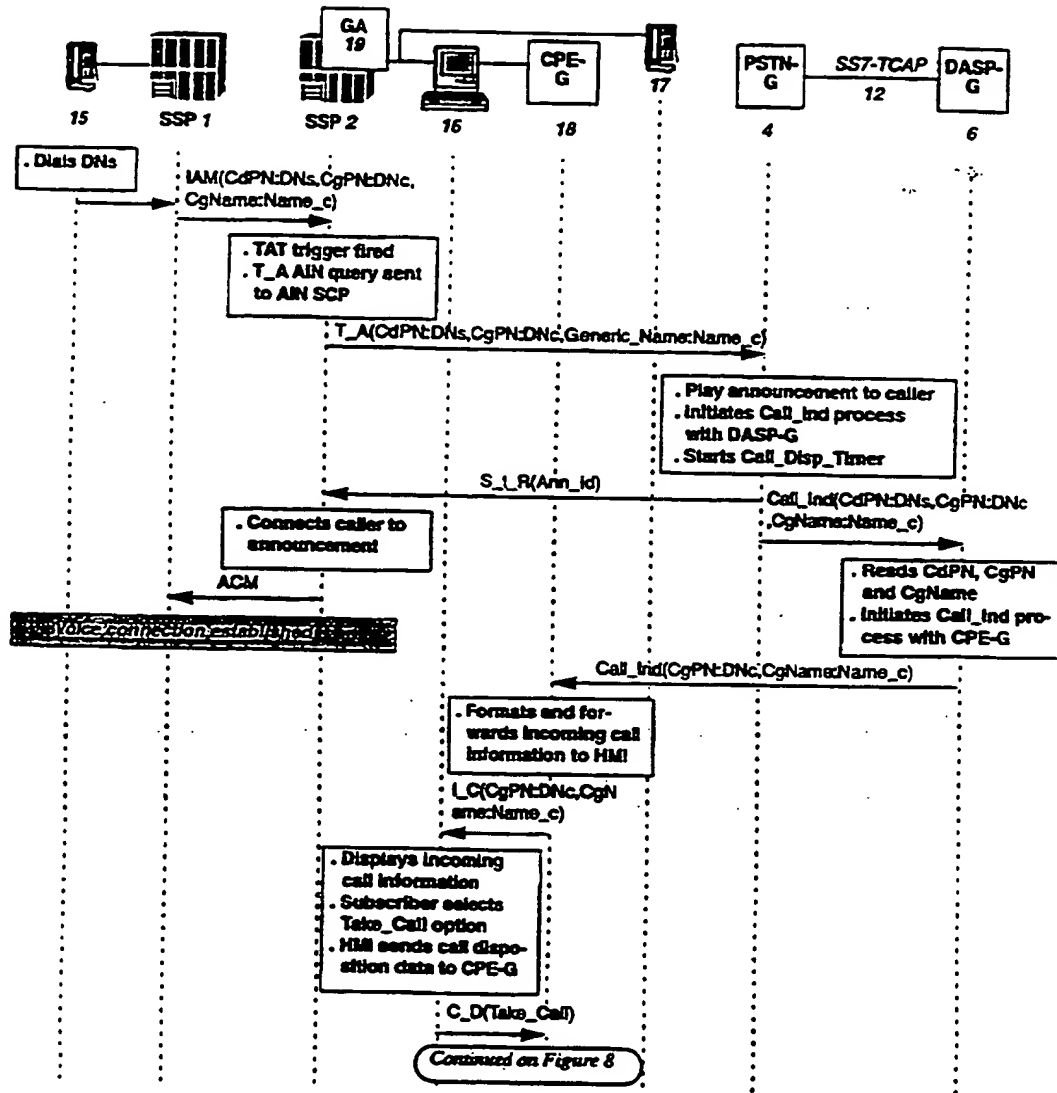 GA
19
CPE-
G
PSTN-
G
SS7-TCAP
12
DASP-
G
15
SSP 1
SSP 2
16
18
17
4
6
. Dials DNs
IAM(CdPN:DNs,CgPN:DNc,
CgName:Name_c)
. TAT trigger fired
. T_A AIN query sent
to AIN SCP
T_A(CdPN:DNs,CgPN:DNc,Generic_Name:Name_c)
. Play announcement to caller
. Initiates Call_Ind process
with DASP-G
. Starts Call_Disp_Timer
S_t_R(Ann_id)
Call_Ind(CdPN:DNs,CgPN:DNc
,CgName:Name_c)
. Connects caller to
announcement
ACM
. Reads CdPN, CgPN
and CgName
. Initiates Call_Ind pro-
cess with CPE-G
Voice connection established
Call_Ind(CgPN:DNc,CgName:Name_c)
. Formats and for-
wards incoming call
information to HMI
I_C(CgPN:DNc,CgN
ame:Name_c)
. Displays incoming
call information
. Subscriber selects
Take_Call option
. HMI sends call dispo-
sition data to CPE-G
C_D(Take_Call)
Continued on Figure 8